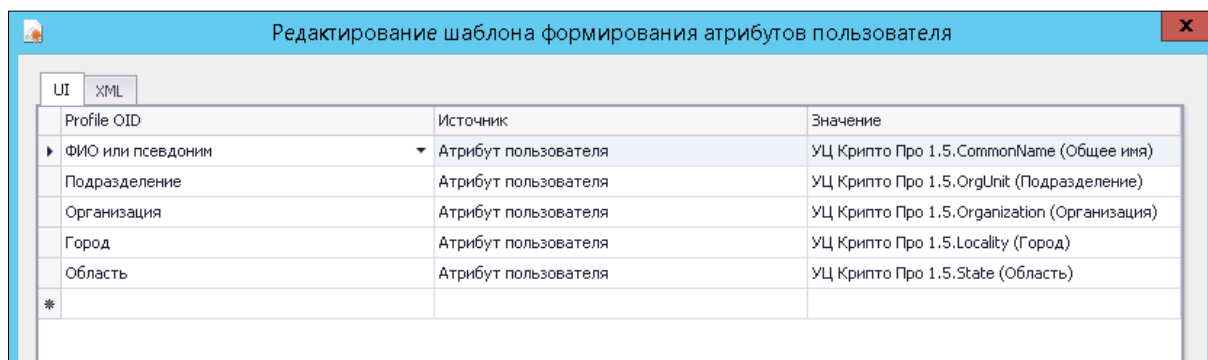 Редактирование шаблона формирования атрибутов пользователя
x
UI XML
Profile OID Источник Значение
ФИО или псевдоним Атрибут пользователя УЦ Крипто Про 1.5.CommonName (Общее имя)
Подразделение Атрибут пользователя УЦ Крипто Про 1.5.OrgUnit (Подразделение)
Организация Атрибут пользователя УЦ Крипто Про 1.5.Organization (Организация)
Город Атрибут пользователя УЦ Крипто Про 1.5.Locality (Город)
Область Атрибут пользователя УЦ Крипто Про 1.5.State (Область)
*